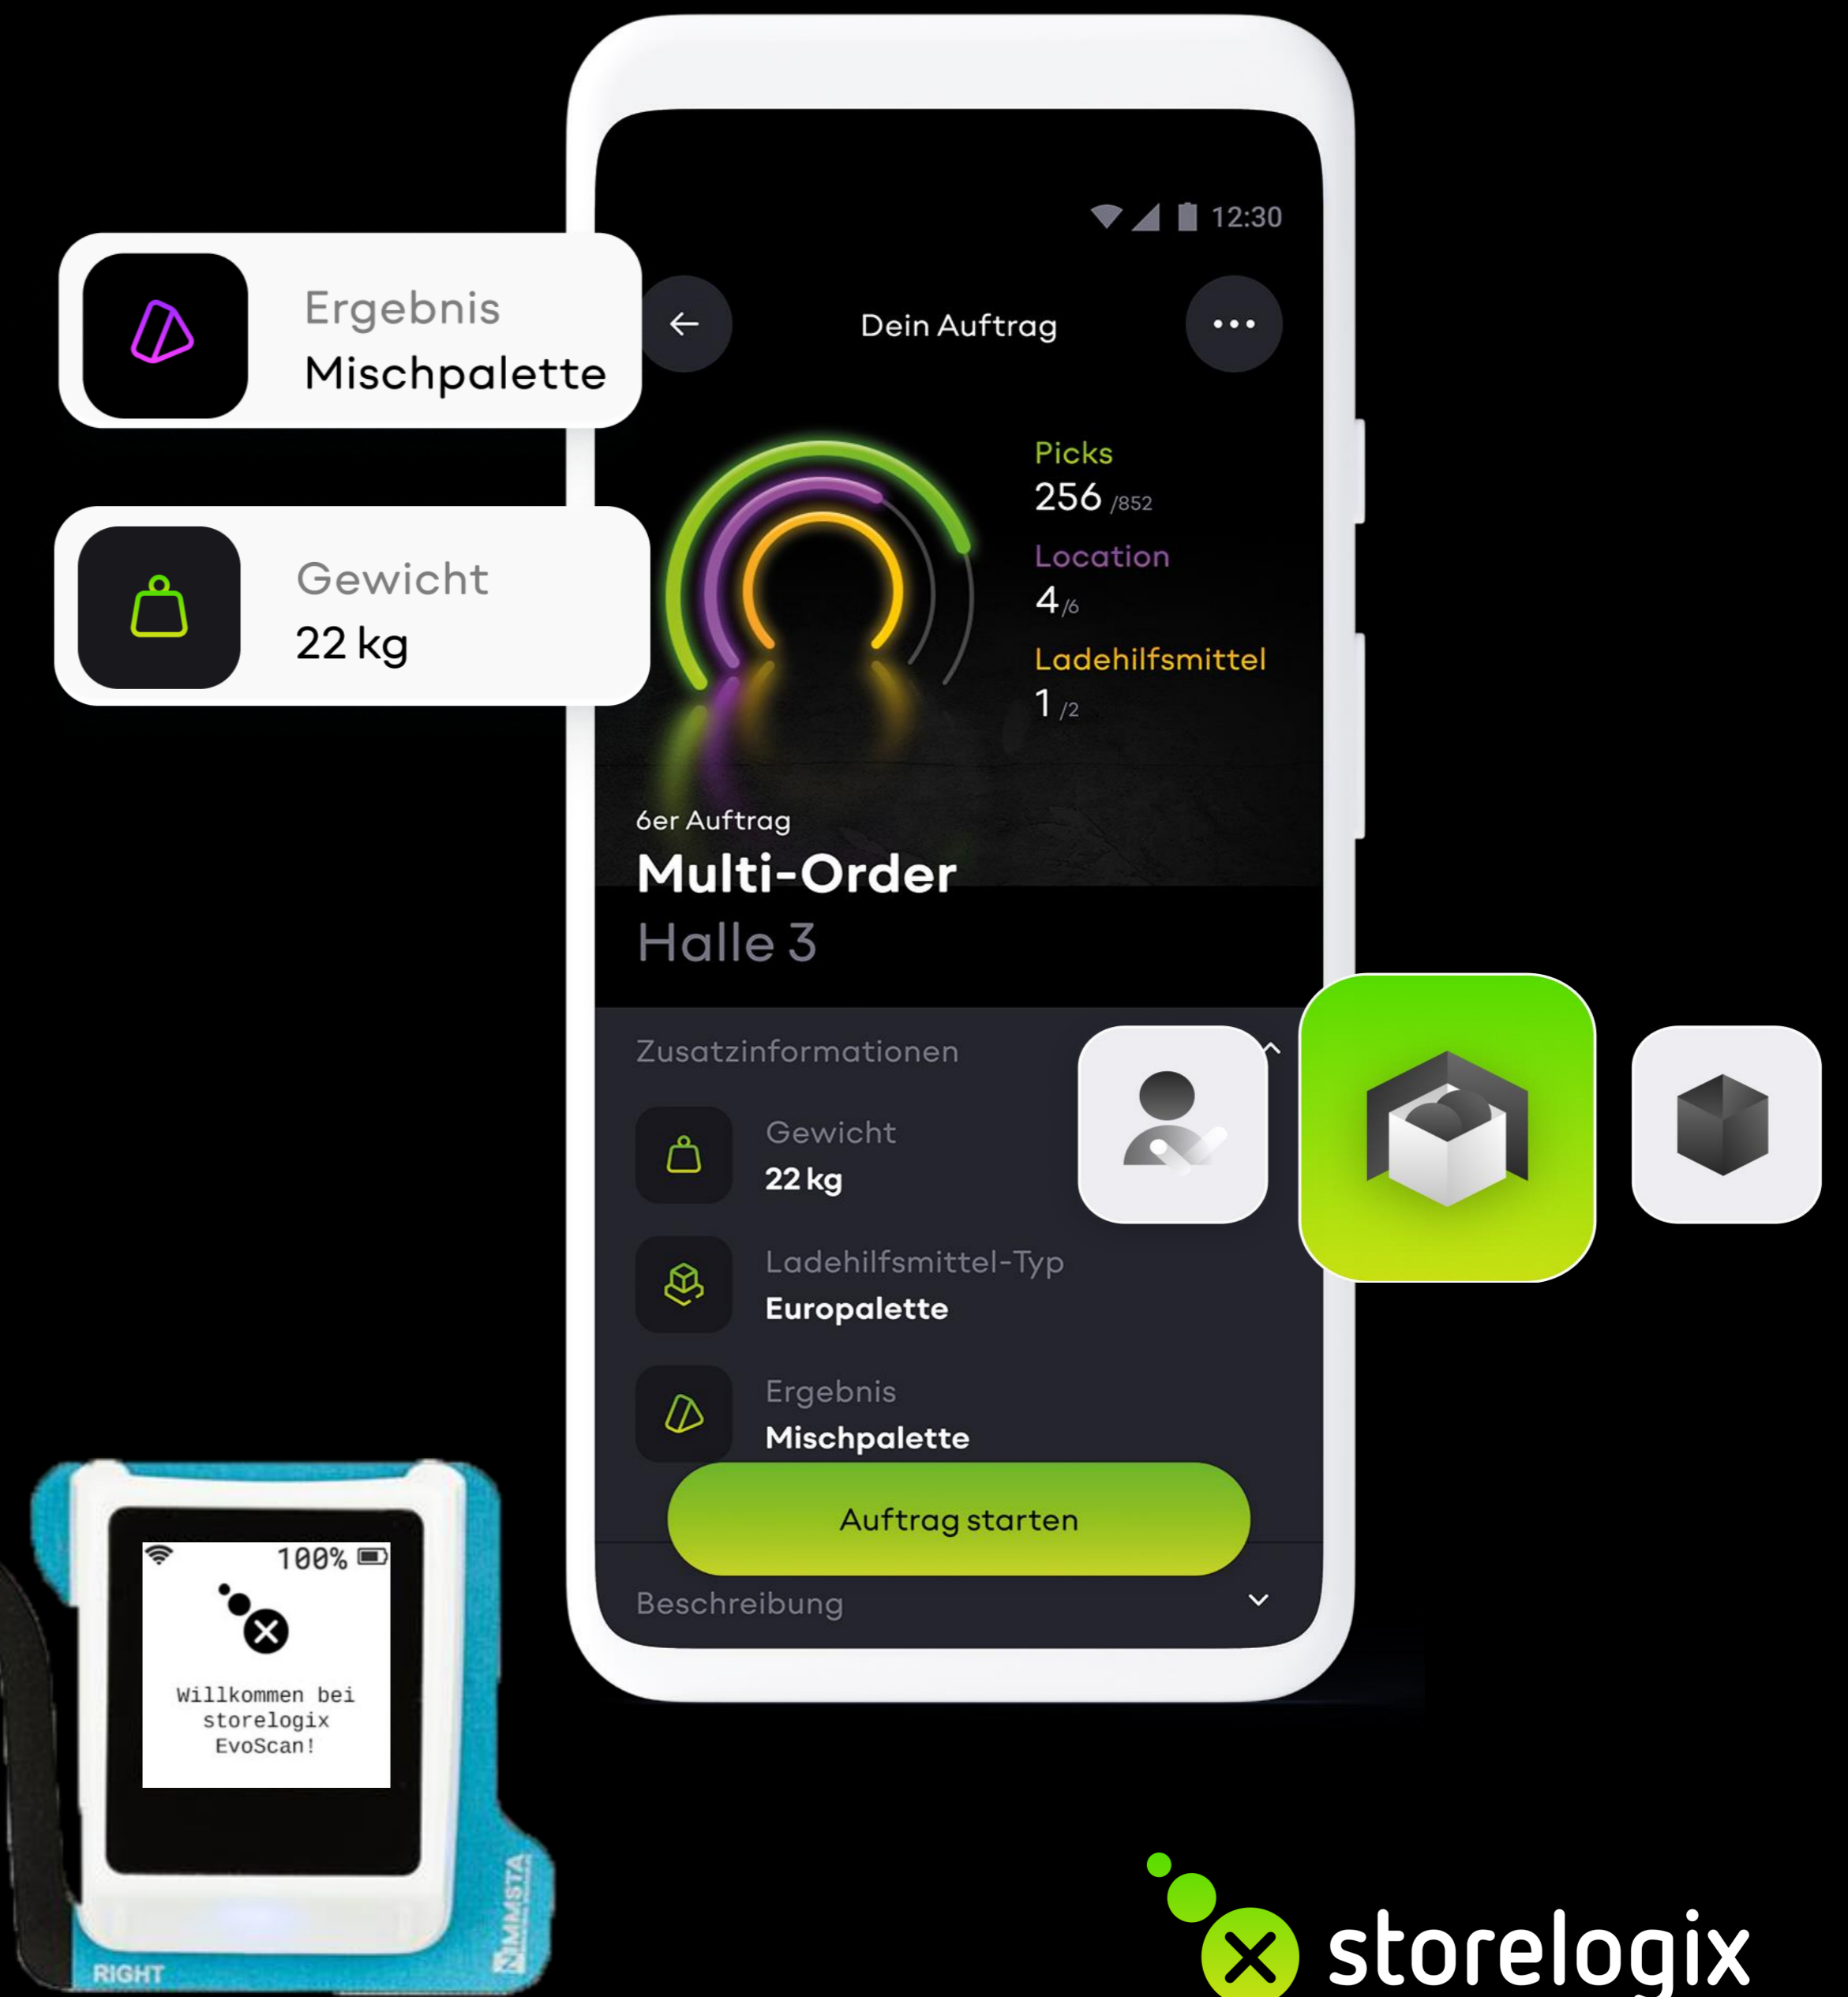 12:30
Dein Auftrag
Ergebnis
Mischpalette
Gewicht
22 kg
Picks
256 /852
Location
4 /6
Ladehilfsmittel
1 /2
6er Auftrag
Multi-Order
Halle 3
Zusatzinformationen
Gewicht
22 kg
Ladehilfsmittel-Typ
Europalette
Ergebnis
Mischpalette
Auftrag starten
Beschreibung
100%
Willkommen bei
storelogix
EvoScan!
NIMMSTA
RIGHT
storelogix